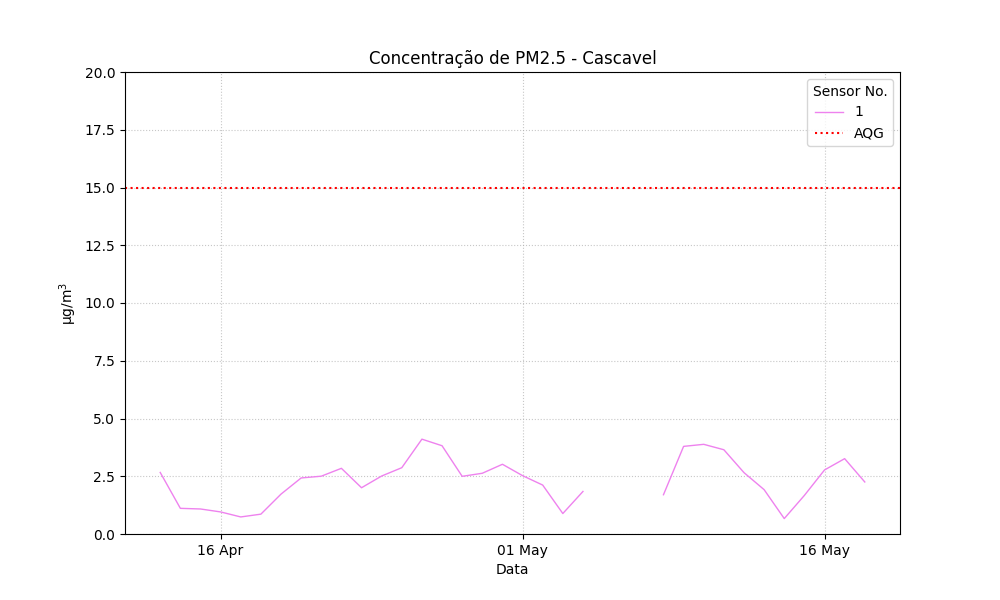 Concentração de PM2.5 - Cascavel
20.0
17.5
15.0
12.5
10.0
7.5
5.0
2.5
0.0
µg/m³
Sensor No.
1
AQG
16 Apr
01 May
16 May
Data